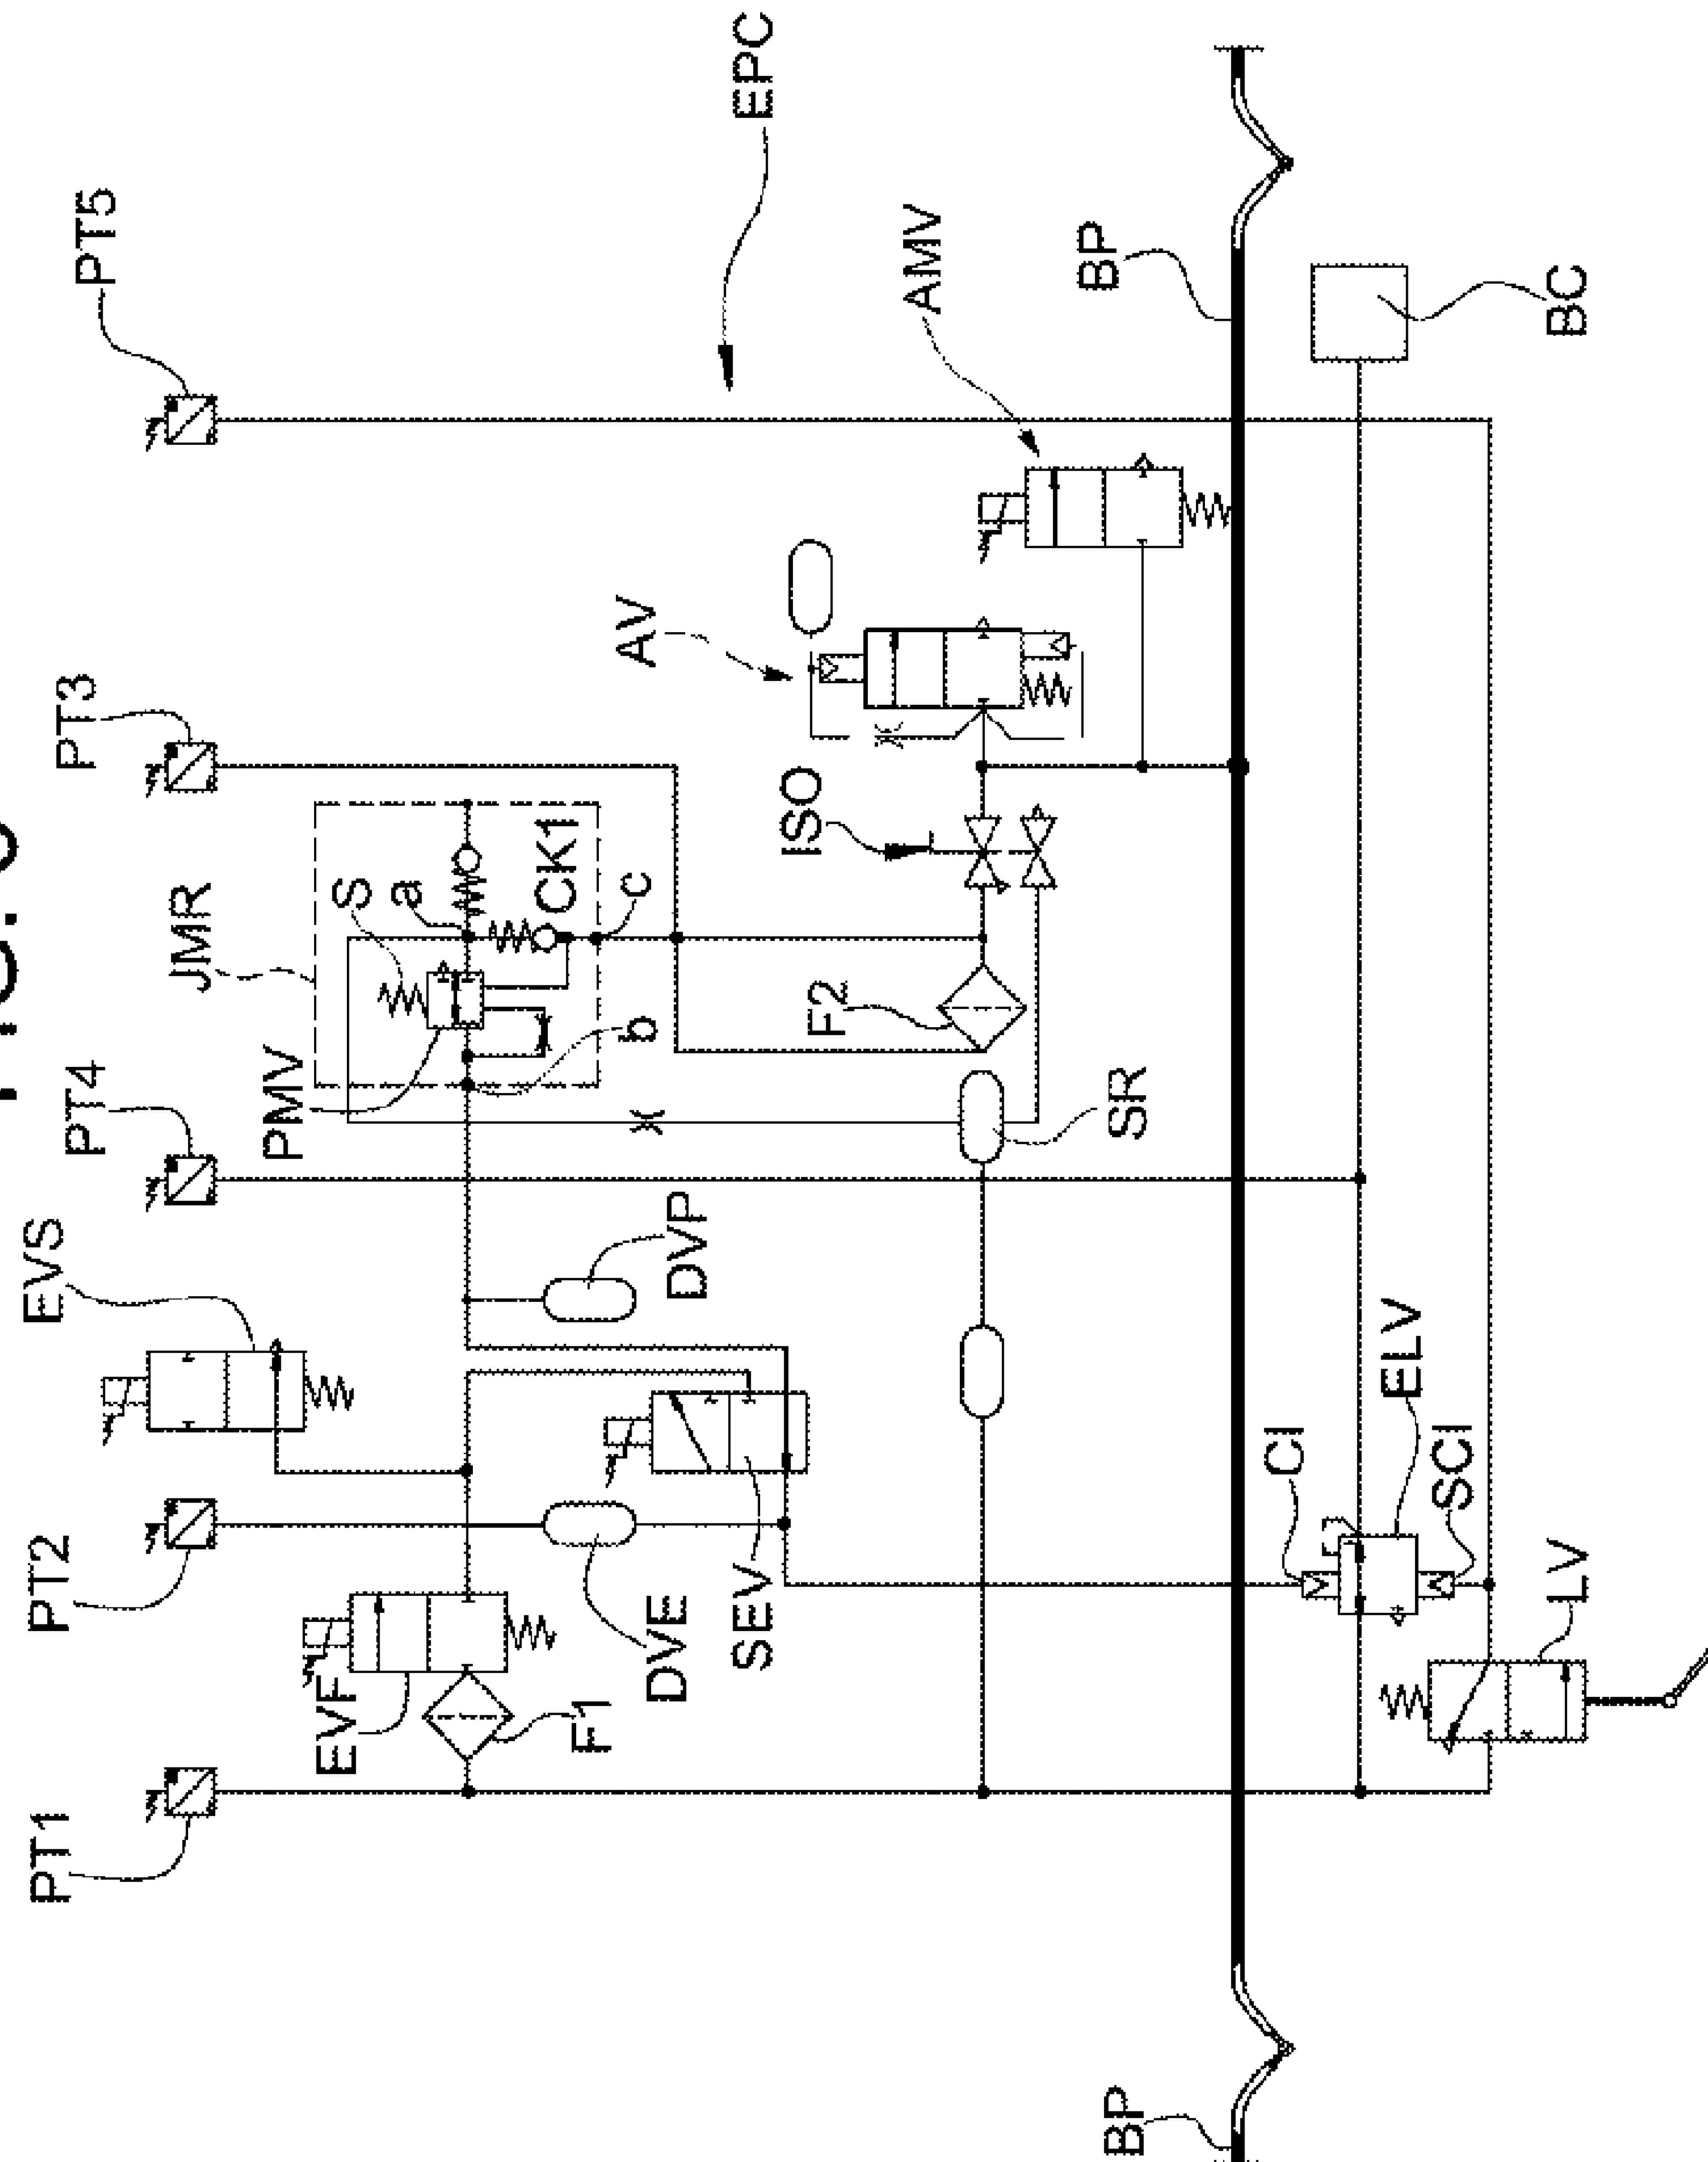 PT1
PT2
EVS
PT4
PT3
PT5
JMR
PMV
S
EVF
a
CK1
F1
b
c
AV
DVE
DVP
SEV
EPC
ISO
F2
AMV
BP
SR
BP
CI
ELV
SCI
LV
BC